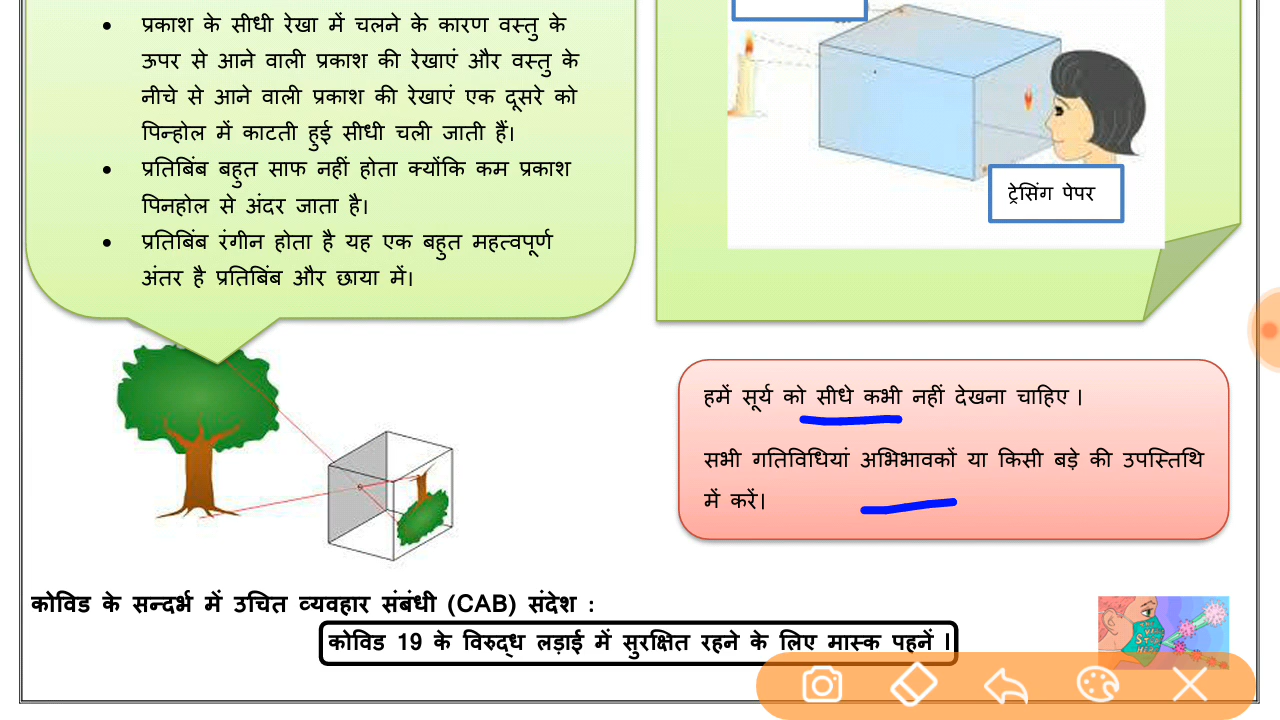 • प्रकाश के सीधी रेखा में चलने के कारण वस्तु के
ऊपर से आने वाली प्रकाश की रेखाएं और वस्तु के
नीचे से आने वाली प्रकाश की रेखाएं एक दूसरे को
पिन्होल में काटती हुई सीधी चली जाती हैं।
• प्रतिबिंब बहुत साफ नहीं होता क्योंकि कम प्रकाश
पिनहोल से अंदर जाता है।
• प्रतिबिंब रंगीन होता है यह एक बहुत महत्वपूर्ण
अंतर है प्रतिबिंब और छाया में।
ट्रेसिंग पेपर
हमें सूर्य को सीधे कभी नहीं देखना चाहिए ।
सभी गतिविधियां अभिभावकों या किसी बड़े की उपस्तिथि
में करें।
कोविड के सन्दर्भ में उचित व्यवहार संबंधी (CAB) संदेश :
कोविड 19 के विरुद्ध लड़ाई में सुरक्षित रहने के लिए मास्क पहनें ।